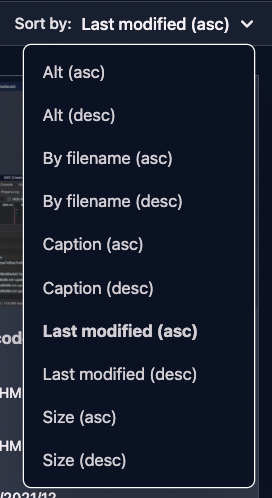 Sort by: Last modified (asc)
Alt (asc)
Alt (desc)
By filename (asc)
By filename (desc)
Caption (asc)
Caption (desc)
Last modified (asc)
Last modified (desc)
Size (asc)
Size (desc)